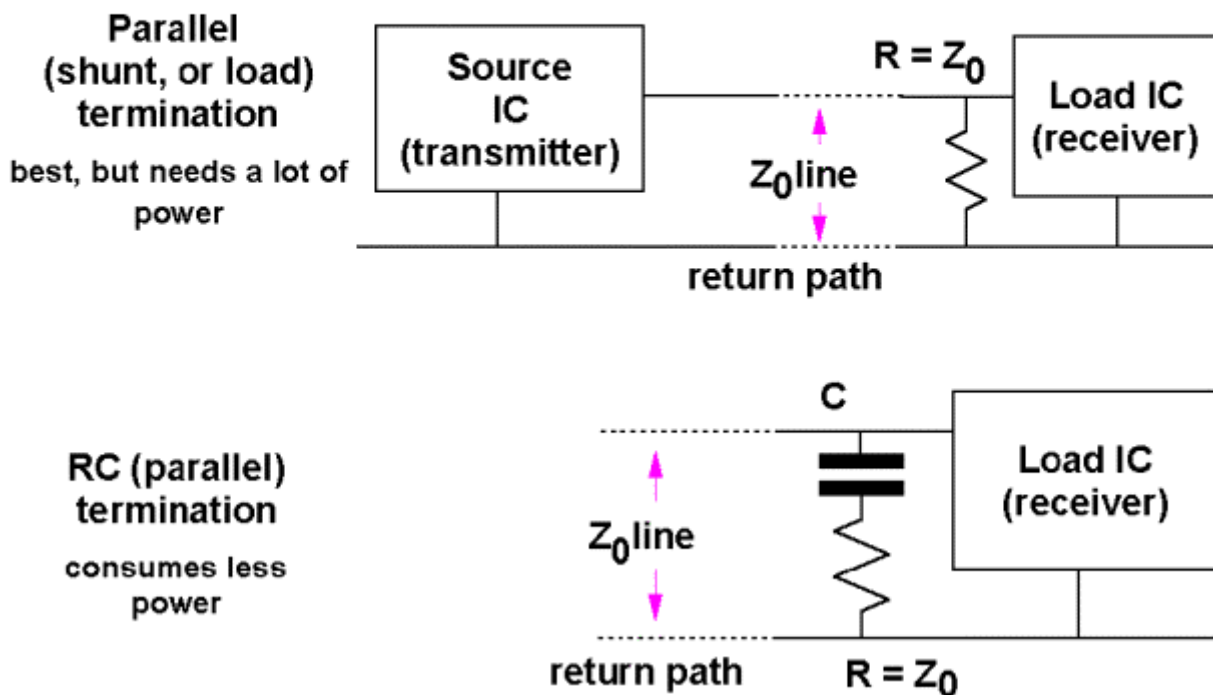 Parallel
(shunt, or load)
termination
best, but needs a lot of
power
Source
IC
(transmitter)
R = Z0
Load IC
(receiver)
Z0line
return path
RC (parallel)
termination
consumes less
power
C
Load IC
(receiver)
Z0line
return path
R = Z0